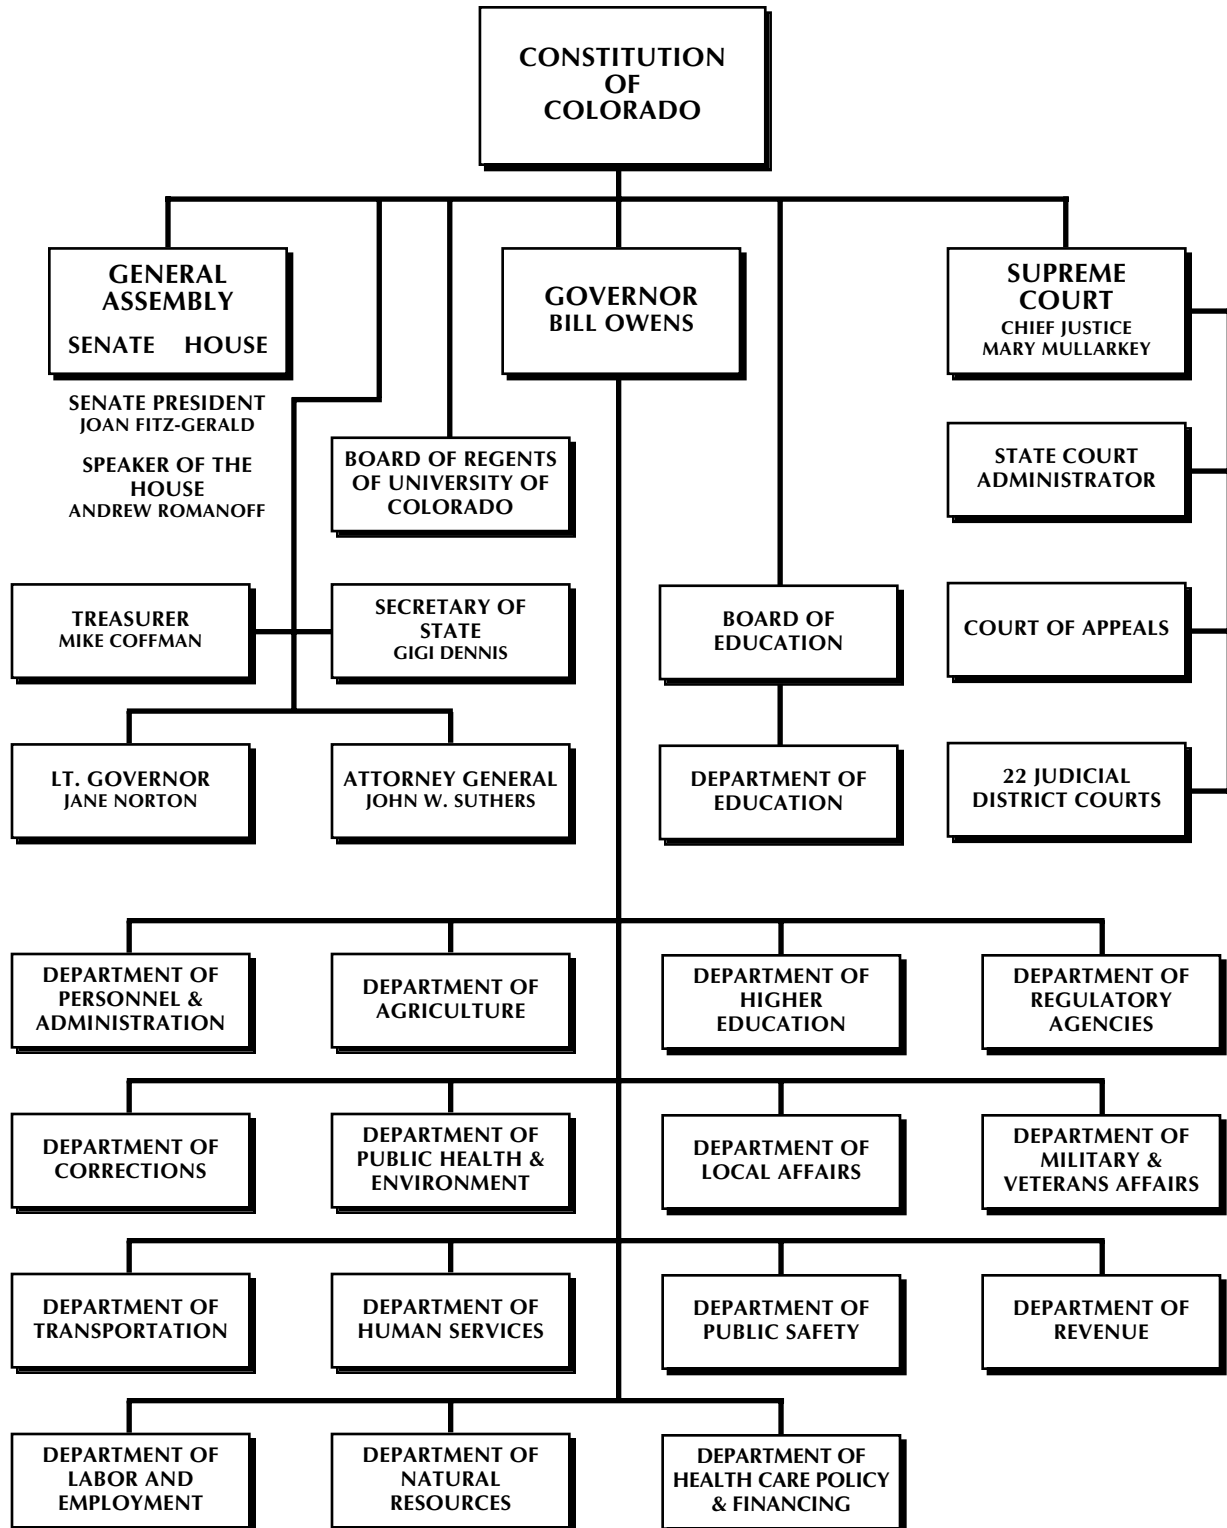 CONSTITUTION
OF
COLORADO
GENERAL
ASSEMBLY
SENATE HOUSE
SENATE PRESIDENT
JOAN FITZ-GERALD
SPEAKER OF THE
HOUSE
ANDREW ROMANOFF
GOVERNOR
BILL OWENS
SUPREME
COURT
CHIEF JUSTICE
MARY MULLARKEY
BOARD OF REGENTS
OF UNIVERSITY OF
COLORADO
STATE COURT
ADMINISTRATOR
TREASURER
MIKE COFFMAN
SECRETARY OF
STATE
GIGI DENNIS
BOARD OF
EDUCATION
COURT OF APPEALS
LT. GOVERNOR
JANE NORTON
ATTORNEY GENERAL
JOHN W. SUTHERS
DEPARTMENT OF
EDUCATION
22 JUDICIAL
DISTRICT COURTS
DEPARTMENT OF
PERSONNEL &
ADMINISTRATION
DEPARTMENT OF
AGRICULTURE
DEPARTMENT OF
HIGHER
EDUCATION
DEPARTMENT OF
REGULATORY
AGENCIES
DEPARTMENT OF
CORRECTIONS
DEPARTMENT OF
PUBLIC HEALTH &
ENVIRONMENT
DEPARTMENT OF
LOCAL AFFAIRS
DEPARTMENT OF
MILITARY &
VETERANS AFFAIRS
DEPARTMENT OF
TRANSPORTATION
DEPARTMENT OF
HUMAN SERVICES
DEPARTMENT OF
PUBLIC SAFETY
DEPARTMENT OF
REVENUE
DEPARTMENT OF
LABOR AND
EMPLOYMENT
DEPARTMENT OF
NATURAL
RESOURCES
DEPARTMENT OF
HEALTH CARE POLICY
& FINANCING